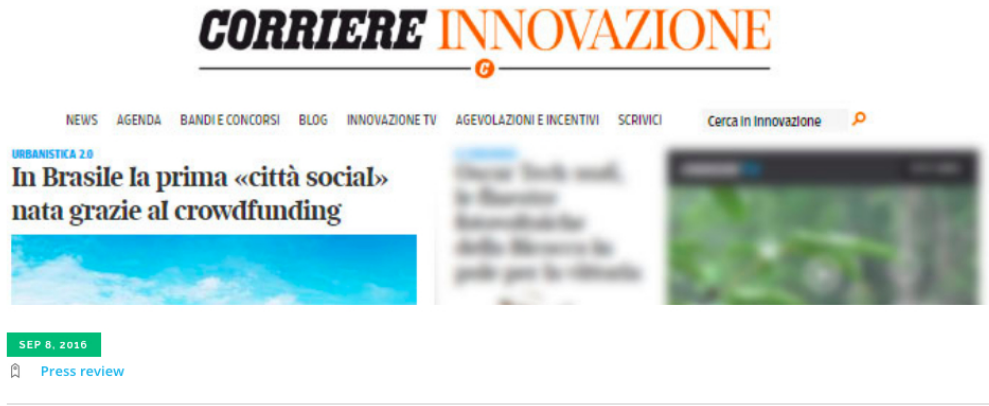 CORRIERE INNOVAZIONE
NEWS AGENDA BANDI E CONCORSI BLOG INNOVAZIONE TV AGEVOLAZIONI E INCENTIVI SCRIVICI Cerca in Innovazione
URBANISTICA 2.0
In Brasile la prima «città social»
nata grazie al crowdfunding
SEP 8, 2016
Press review